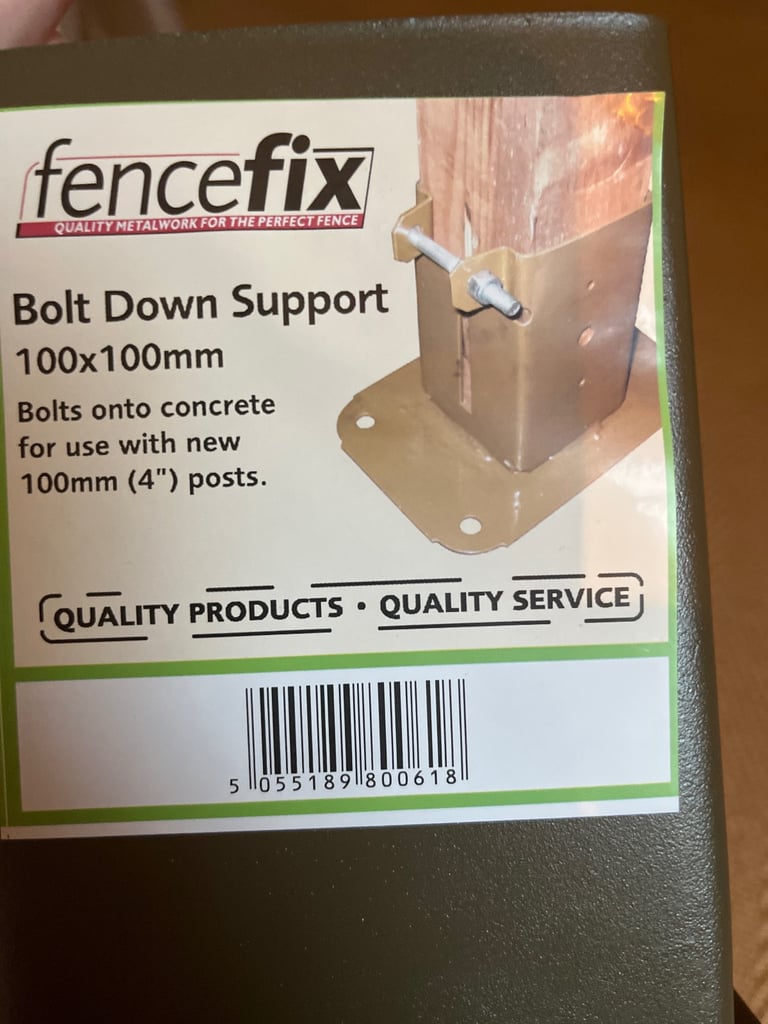 fencefix
QUALITY METALWORK FOR THE PERFECT FENCE
Bolt Down Support
100x100mm
Bolts onto concrete
for use with new
100mm (4") posts.
QUALITY PRODUCTS • QUALITY SERVICE
5 055189 800618